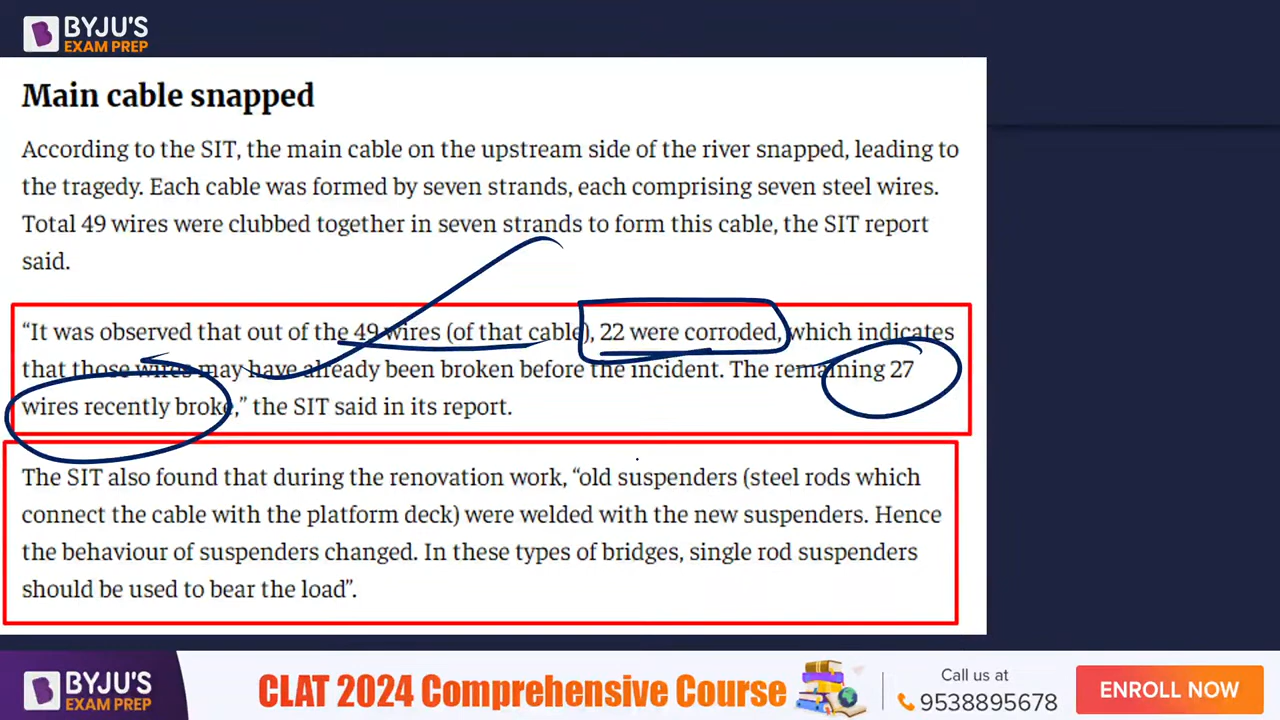 BYJU'S
EXAM PREP
Main cable snapped
According to the SIT, the main cable on the upstream side of the river snapped, leading to
the tragedy. Each cable was formed by seven strands, each comprising seven steel wires.
Total 49 wires were clubbed together in seven strands to form this cable, the SIT report
said.
“It was observed that out of the 49 wires (of that cable), 22 were corroded, which indicates
that those wires may have already been broken before the incident. The remaining 27
wires recently broke,” the SIT said in its report.
The SIT also found that during the renovation work, “old suspenders (steel rods which
connect the cable with the platform deck) were welded with the new suspenders. Hence
the behaviour of suspenders changed. In these types of bridges, single rod suspenders
should be used to bear the load”.
BYJU'S
EXAM PREP
CLAT 2024 Comprehensive Course
Call us at
9538895678
ENROLL NOW